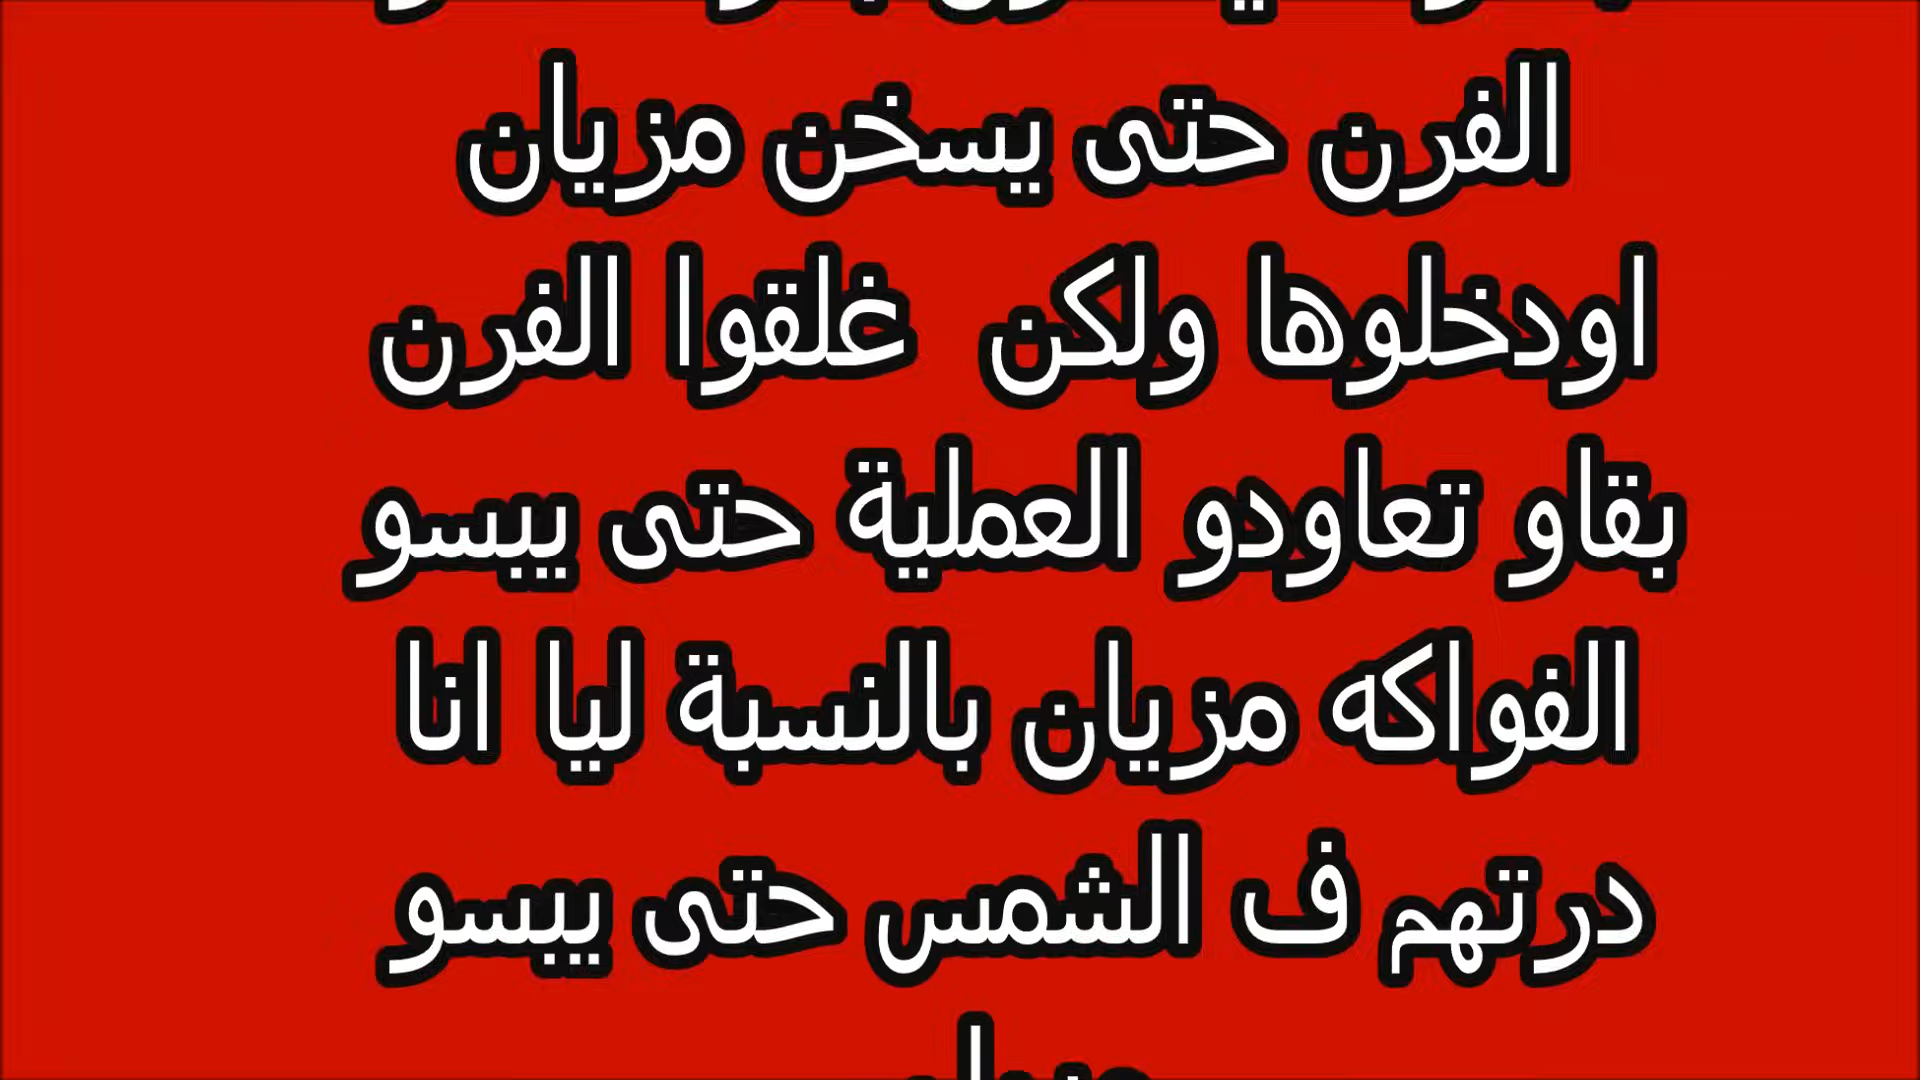 الفرن حتى يسخن مزيان
اودخلوها ولكن غلقوا الفرن
بقاو تعاودو العملية حتى ييبسو
الفواكه مزيان بالنسبة ليا انا
درتهم ف الشمس حتى ييبسو